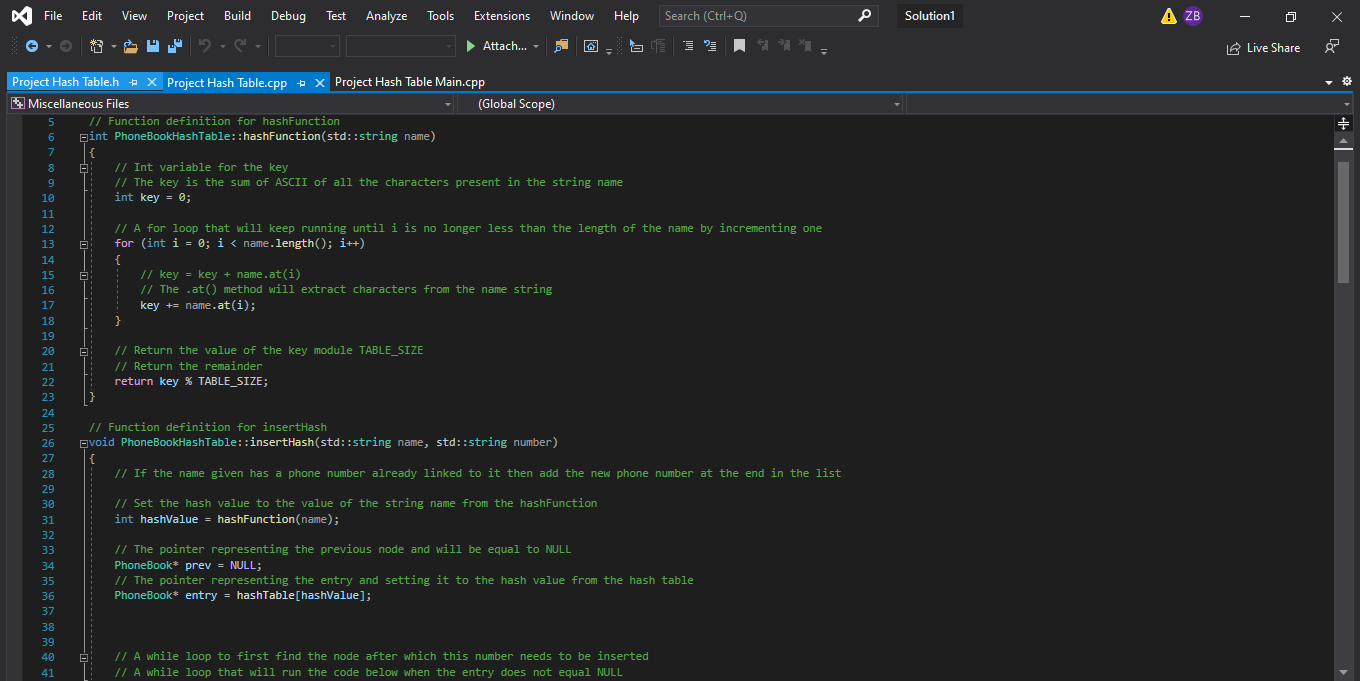 File Edit View Project Build Debug Test Analyze Tools Extensions Window Help Search (Ctrl+Q) Solution1 ZB
Attach... Live Share
Project Hash Table.h Project Hash Table.cpp Project Hash Table Main.cpp
Miscellaneous Files (Global Scope)
5 // Function definition for hashFunction
6 int PhoneBookHashTable::hashFunction(std::string name)
7 {
8 // Int variable for the key
9 // The key is the sum of ASCII of all the characters present in the string name
10 int key = 0;
11
12 // A for loop that will keep running until i is no longer less than the length of the name by incrementing one
13 for (int i = 0; i < name.length(); i++)
14 {
15 // key = key + name.at(i)
16 // The .at() method will extract characters from the name string
17 key += name.at(i);
18 }
19
20 // Return the value of the key module TABLE_SIZE
21 // Return the remainder
22 return key % TABLE_SIZE;
23 }
24
25 // Function definition for insertHash
26 void PhoneBookHashTable::insertHash(std::string name, std::string number)
27 {
28 // If the name given has a phone number already linked to it then add the new phone number at the end in the list
29
30 // Set the hash value to the value of the string name from the hashFunction
31 int hashValue = hashFunction(name);
32
33 // The pointer representing the previous node and will be equal to NULL
34 PhoneBook* prev = NULL;
35 // The pointer representing the entry and setting it to the hash value from the hash table
36 PhoneBook* entry = hashTable[hashValue];
37
38
39
40 // A while loop to first find the node after which this number needs to be inserted
41 // A while loop that will run the code below when the entry does not equal NULL